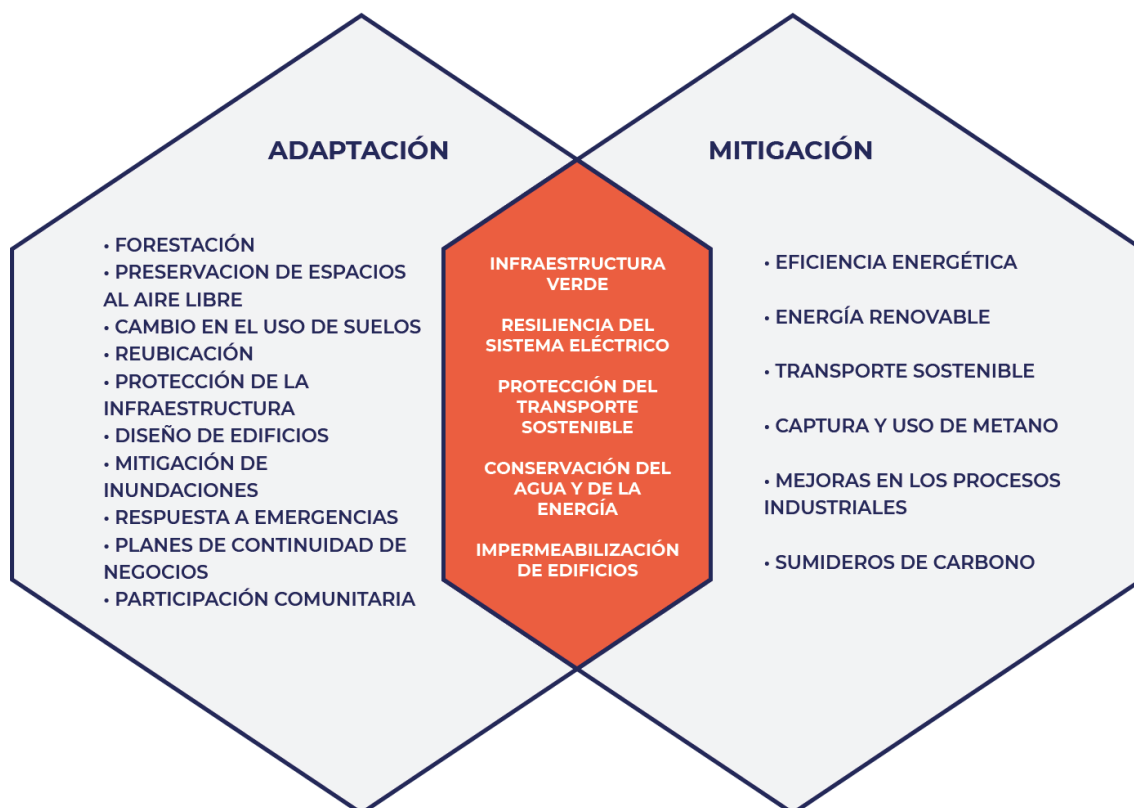 ADAPTACIÓN
• FORESTACIÓN
• PRESERVACION DE ESPACIOS
AL AIRE LIBRE
• CAMBIO EN EL USO DE SUELOS
• REUBICACIÓN
• PROTECCIÓN DE LA
INFRAESTRUCTURA
• DISEÑO DE EDIFICIOS
• MITIGACIÓN DE
INUNDACIONES
• RESPUESTA A EMERGENCIAS
• PLANES DE CONTINUIDAD DE
NEGOCIOS
• PARTICIPACIÓN COMUNITARIA
INFRAESTRUCTURA
VERDE
RESILIENCIA DEL
SISTEMA ELÉCTRICO
PROTECCIÓN DEL
TRANSPORTE
SOSTENIBLE
CONSERVACIÓN DEL
AGUA Y DE LA
ENERGÍA
IMPERMEABILIZACIÓN
DE EDIFICIOS
MITIGACIÓN
• EFICIENCIA ENERGÉTICA
• ENERGÍA RENOVABLE
• TRANSPORTE SOSTENIBLE
• CAPTURA Y USO DE METANO
• MEJORAS EN LOS PROCESOS
INDUSTRIALES
• SUMIDEROS DE CARBONO